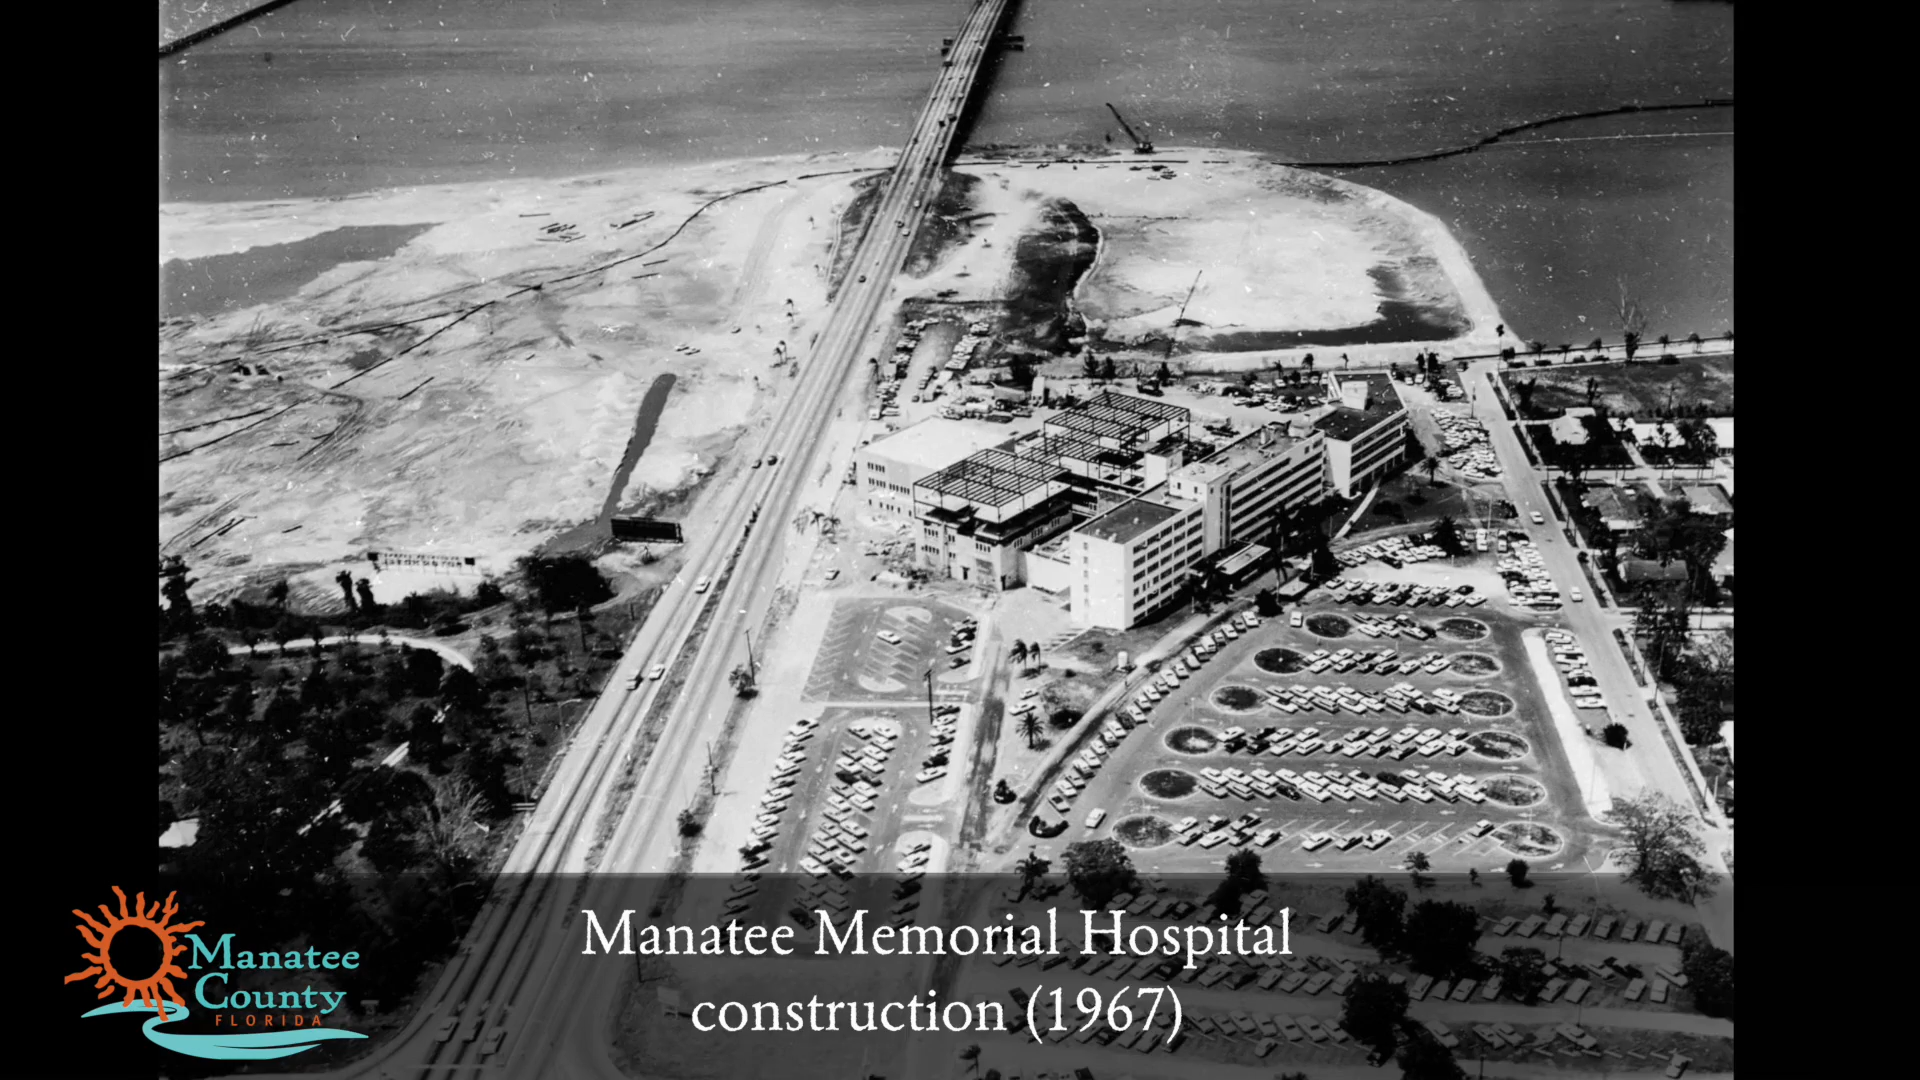 Manatee Memorial Hospital
construction (1967)
Manatee
County
FLORIDA